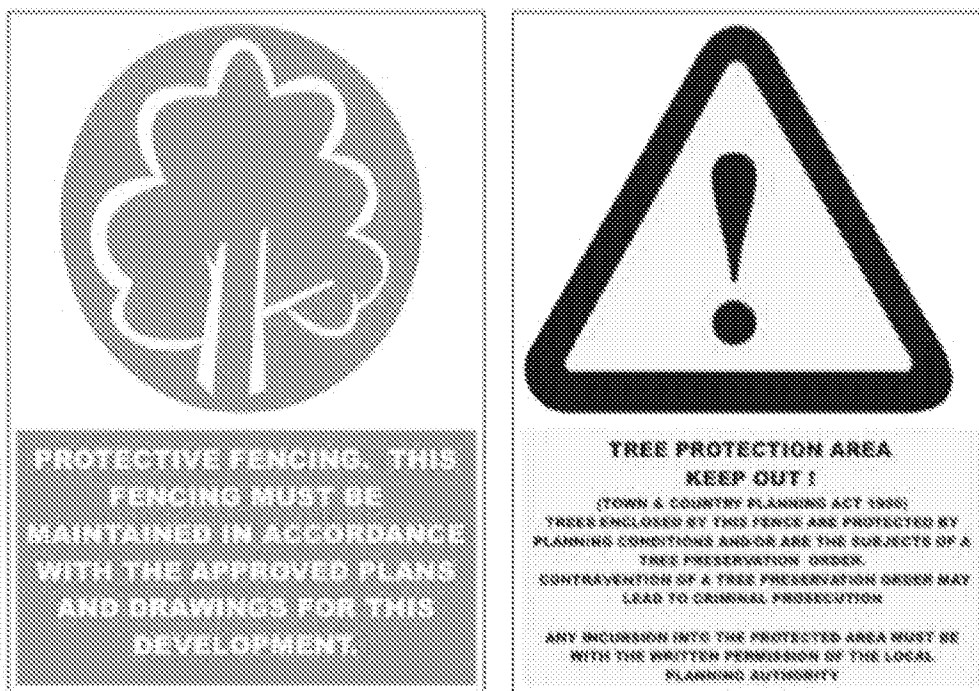 PROTECTIVE FENCING. THIS
FENCING MUST BE
MAINTAINED IN ACCORDANCE
WITH THE APPROVED PLANS
AND DRAWINGS FOR THIS
DEVELOPMENT.
TREE PROTECTION AREA
KEEP OUT !
(TOWN & COUNTRY PLANNING ACT 1990)
TREES ENCLOSED BY THIS FENCE ARE PROTECTED BY
PLANNING CONDITIONS AND/OR ARE THE SUBJECTS OF A
TREE PRESERVATION ORDER.
CONTRAVENTION OF A TREE PRESERVATION ORDER MAY
LEAD TO CRIMINAL PROSECUTION
ANY INCURSION INTO THE PROTECTED AREA MUST BE
WITH THE WRITTEN PERMISSION OF THE LOCAL
PLANNING AUTHORITY